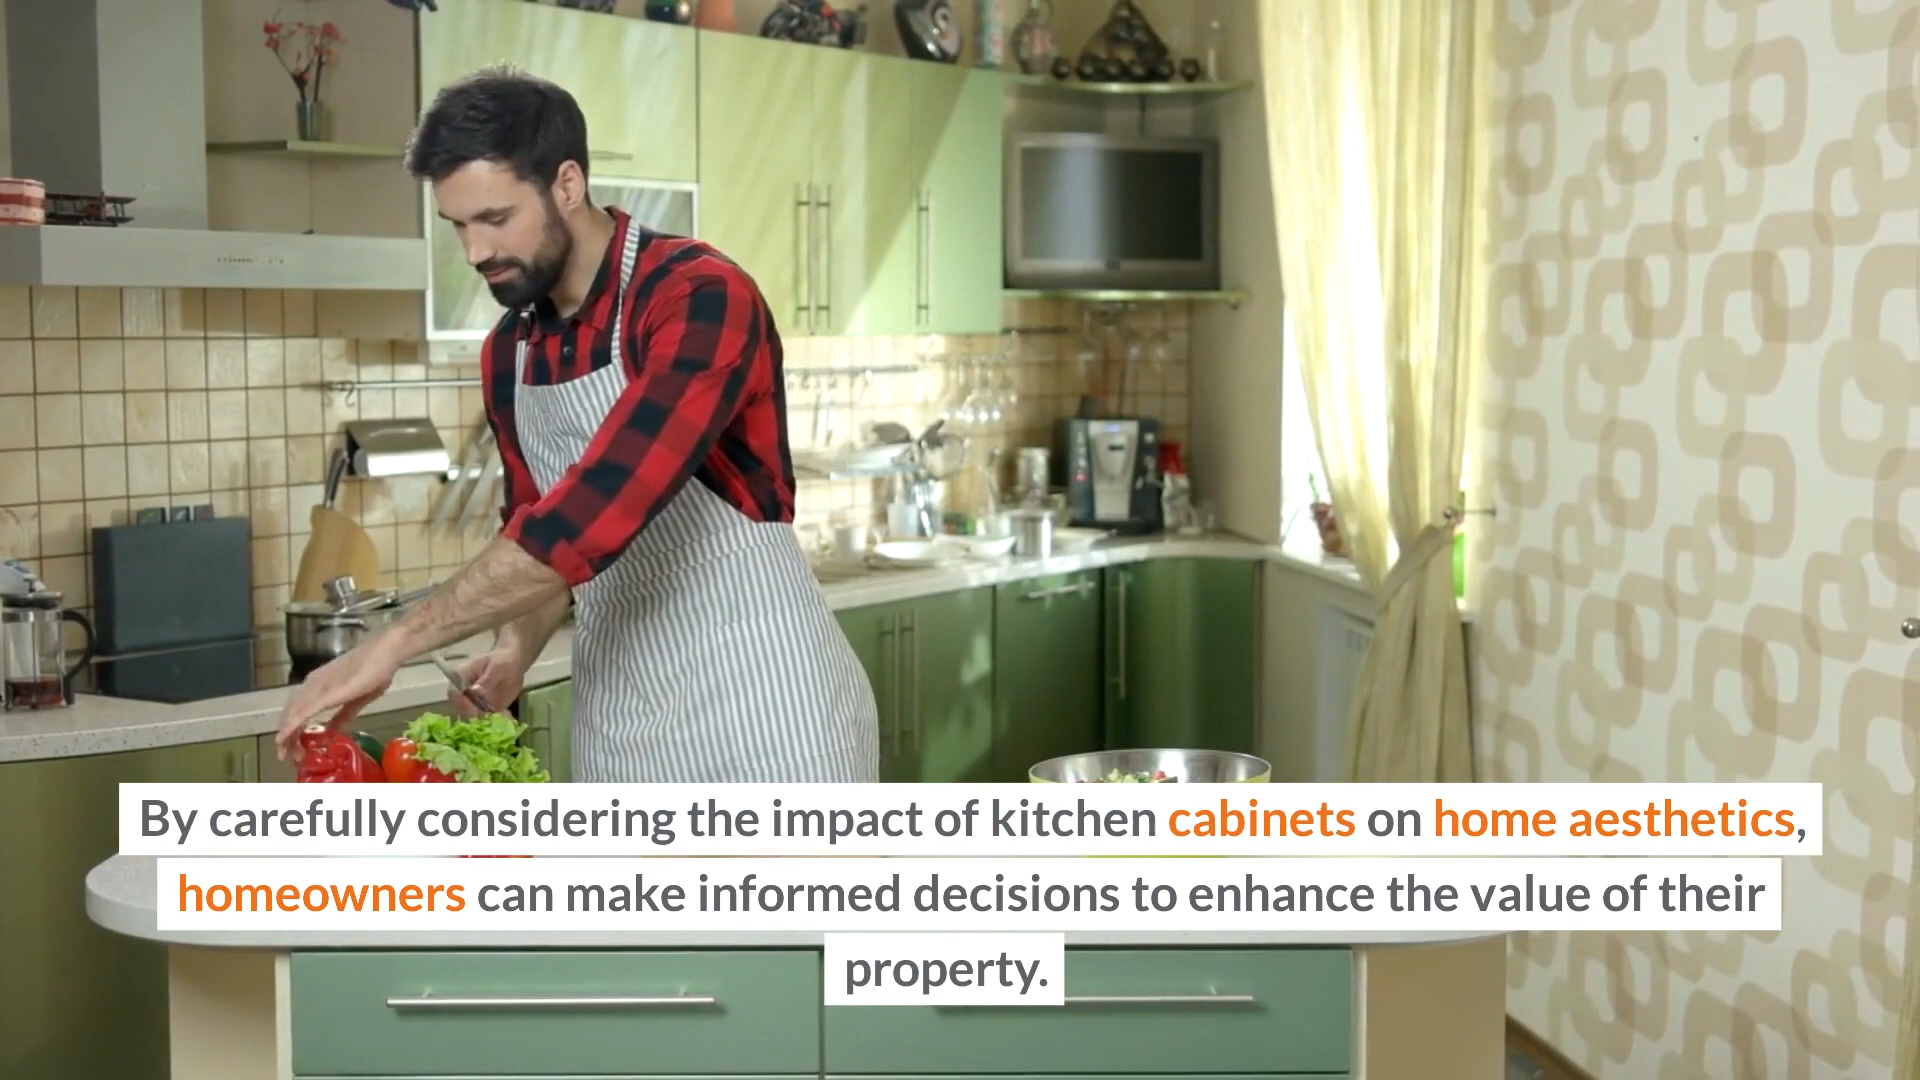 By carefully considering the impact of kitchen cabinets on home aesthetics,
homeowners can make informed decisions to enhance the value of their
property.